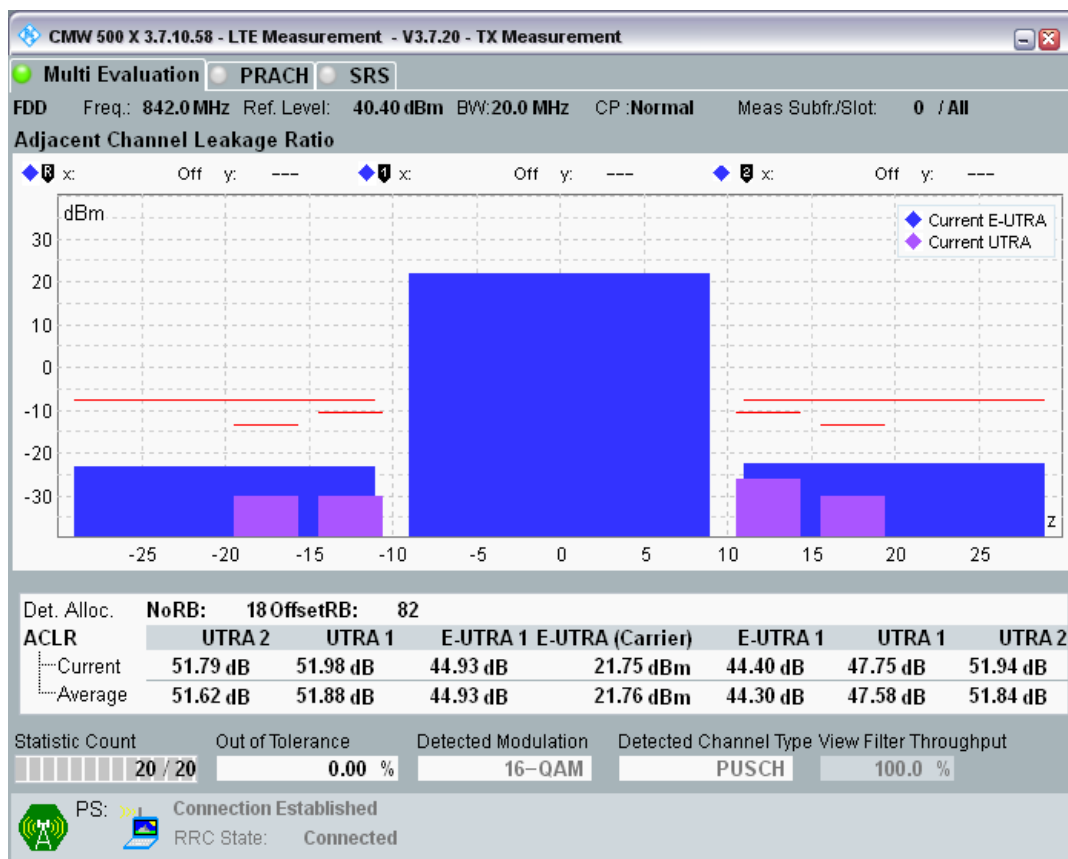 CMW 500 X 3.7.10.58 - LTE Measurement - V3.7.20 - TX Measurement
Multi Evaluation PRACH SRS
FDD Freq.: 842.0 MHz Ref. Level: 40.40 dBm BW:20.0 MHz CP :Normal Meas Subfr./Slot: 0 / All
Adjacent Channel Leakage Ratio
R x: Off y: --- 1 x: Off y: --- 2 x: Off y: ---
dBm
Current E-UTRA
Current UTRA
30
20
10
0
-10
-20
-30
z
-25 -20 -15 -10 -5 0 5 10 15 20 25
Det. Alloc. NoRB: 18 OffsetRB: 82
ACLR UTRA 2 UTRA 1 E-UTRA 1 E-UTRA (Carrier) E-UTRA 1 UTRA 1 UTRA 2
Current 51.79 dB 51.98 dB 44.93 dB 21.75 dBm 44.40 dB 47.75 dB 51.94 dB
Average 51.62 dB 51.88 dB 44.93 dB 21.76 dBm 44.30 dB 47.58 dB 51.84 dB
Statistic Count Out of Tolerance Detected Modulation Detected Channel Type View Filter Throughput
20 / 20 0.00 % 16-QAM PUSCH 100.0 %
PS: Connection Established
RRC State: Connected